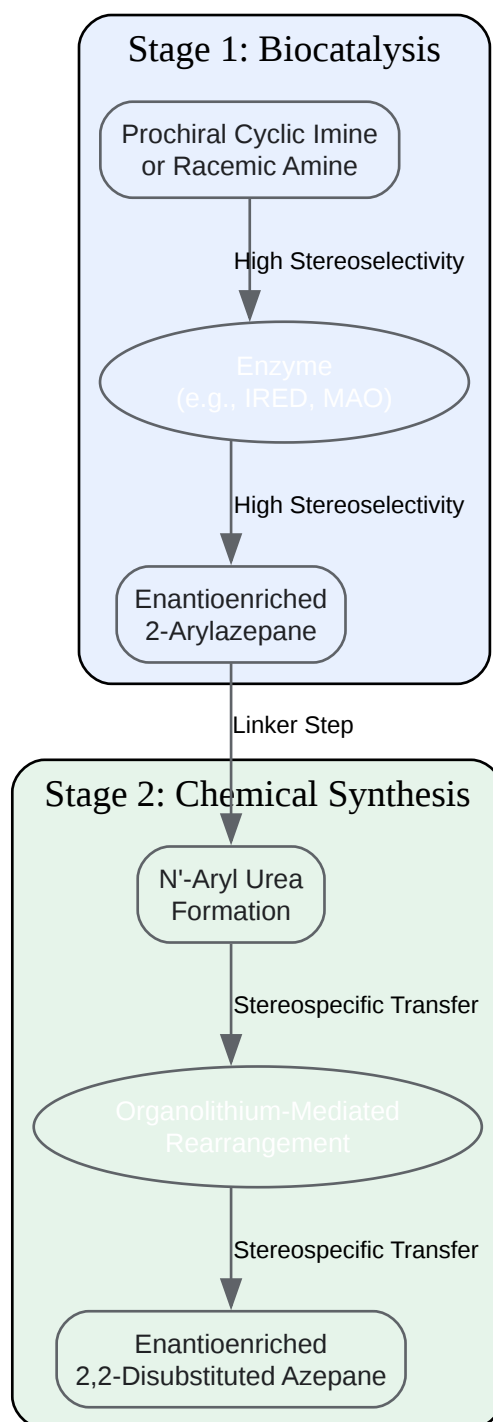 Stage 1: Biocatalysis
Prochiral Cyclic Imine
or Racemic Amine
High Stereoselectivity
Enzyme
(e.g., IRED, MAO)
High Stereoselectivity
Enantioenriched
2-Arylazepane
Linker Step
Stage 2: Chemical Synthesis
N'-Aryl Urea
Formation
Stereospecific Transfer
Organolithium-Mediated
Rearrangement
Stereospecific Transfer
Enantioenriched
2,2-Disubstituted Azepane